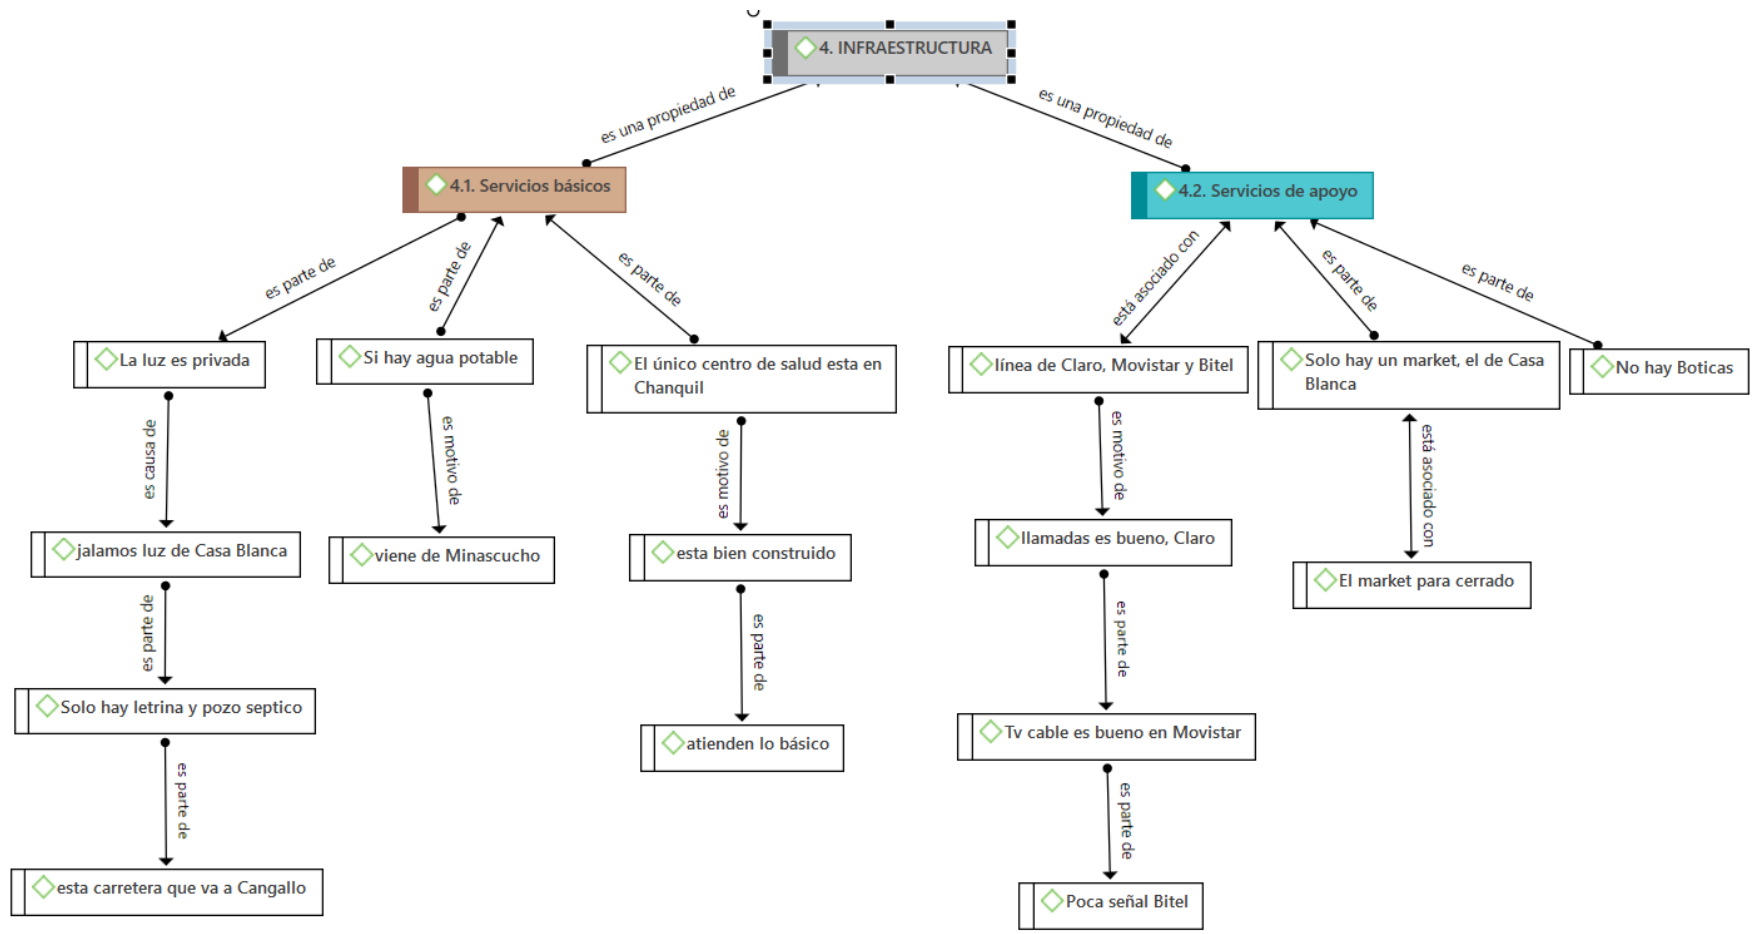 4. INFRAESTRUCTURA
es una propiedad de
es una propiedad de
4.1. Servicios básicos
4.2. Servicios de apoyo
es parte de
es parte de
es parte de
está asociado con
es parte de
es parte de
La luz es privada
Si hay agua potable
El único centro de salud esta en
Chanquil
línea de Claro, Movistar y Bitel
Solo hay un market, el de Casa
Blanca
No hay Boticas
es causa de
es motivo de
es motivo de
es motivo de
está asociado con
jalamos luz de Casa Blanca
viene de Minascucho
esta bien construido
llamadas es bueno, Claro
El market para cerrado
es parte de
es parte de
es parte de
Solo hay letrina y pozo septico
atienden lo básico
Tv cable es bueno en Movistar
es parte de
es parte de
esta carretera que va a Cangallo
Poca señal Bitel